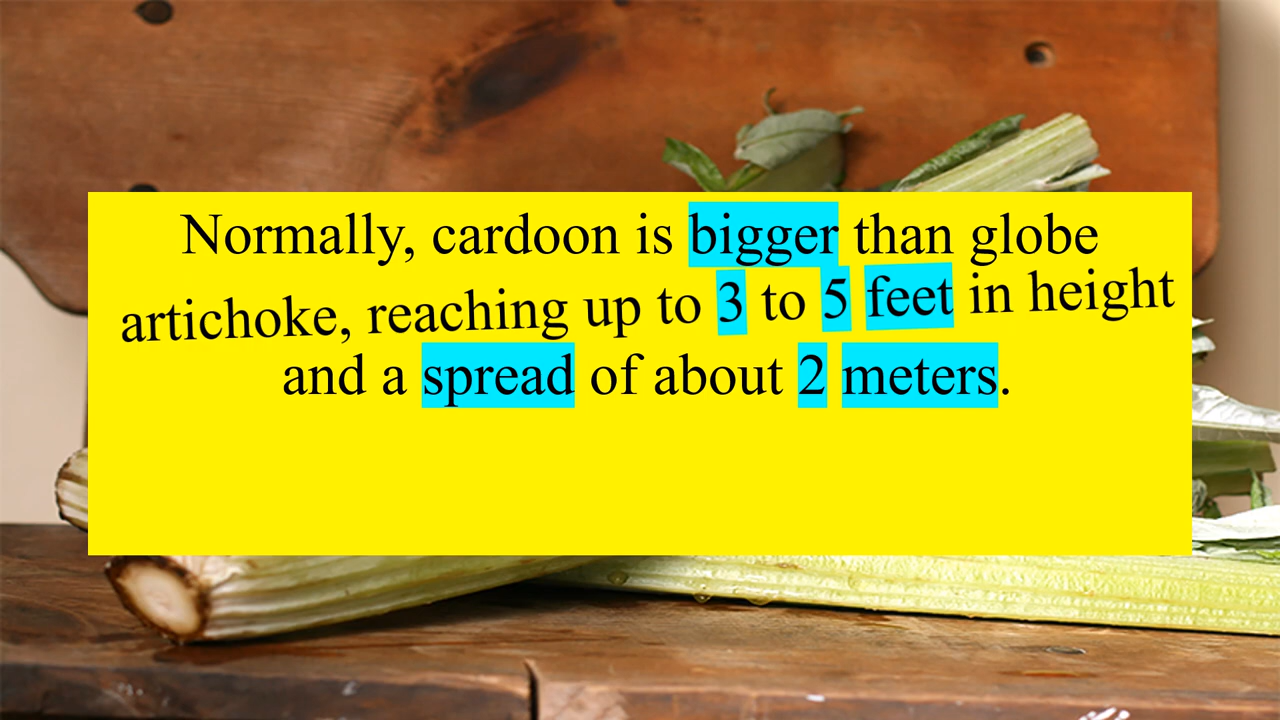 Normally, cardoon is bigger than globe
artichoke, reaching up to 3 to 5 feet in height
and a spread of about 2 meters.